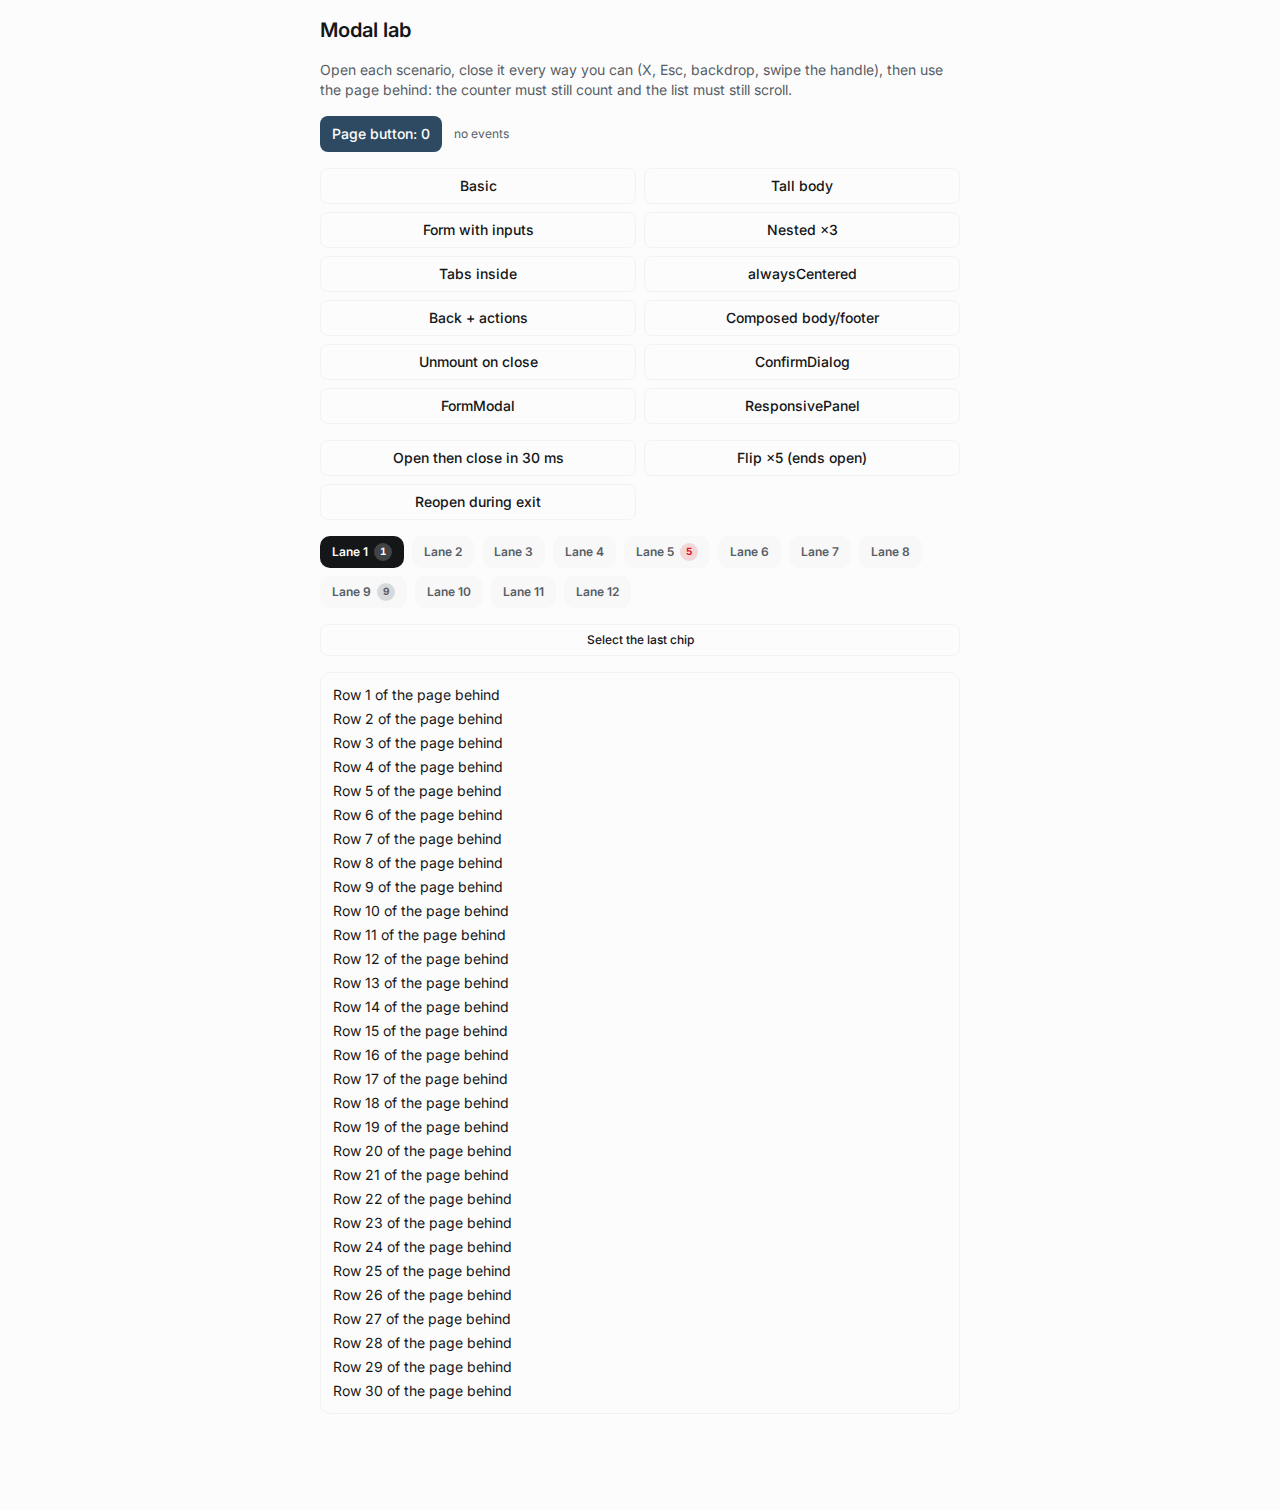 Modal lab
Open each scenario, close it every way you can (X, Esc, backdrop, swipe the handle), then use
the page behind: the counter must still count and the list must still scroll.
Page button: 0 no events
Basic Tall body
Form with inputs Nested ×3
Tabs inside alwaysCentered
Back + actions Composed body/footer
Unmount on close ConfirmDialog
FormModal ResponsivePanel
Open then close in 30 ms Flip ×5 (ends open)
Reopen during exit
Lane 1 1 Lane 2 Lane 3 Lane 4 Lane 5 5 Lane 6 Lane 7 Lane 8
Lane 9 9 Lane 10 Lane 11 Lane 12
Select the last chip
Row 1 of the page behind
Row 2 of the page behind
Row 3 of the page behind
Row 4 of the page behind
Row 5 of the page behind
Row 6 of the page behind
Row 7 of the page behind
Row 8 of the page behind
Row 9 of the page behind
Row 10 of the page behind
Row 11 of the page behind
Row 12 of the page behind
Row 13 of the page behind
Row 14 of the page behind
Row 15 of the page behind
Row 16 of the page behind
Row 17 of the page behind
Row 18 of the page behind
Row 19 of the page behind
Row 20 of the page behind
Row 21 of the page behind
Row 22 of the page behind
Row 23 of the page behind
Row 24 of the page behind
Row 25 of the page behind
Row 26 of the page behind
Row 27 of the page behind
Row 28 of the page behind
Row 29 of the page behind
Row 30 of the page behind